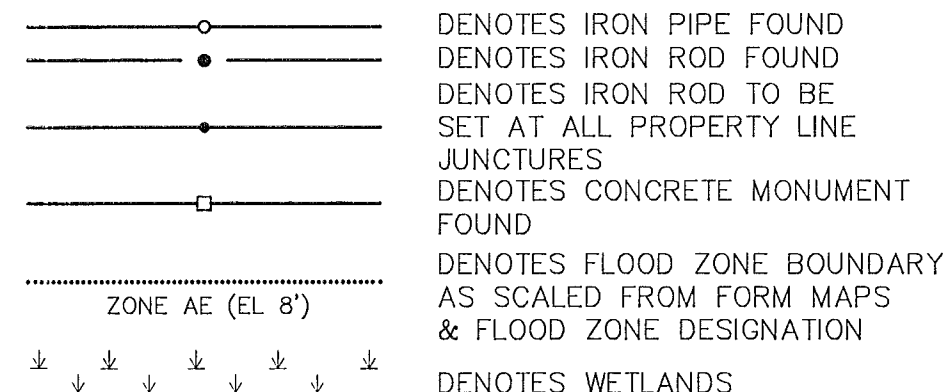 DENOTES IRON PIPE FOUND
DENOTES IRON ROD FOUND
DENOTES IRON ROD TO BE
SET AT ALL PROPERTY LINE
JUNCTURES
DENOTES CONCRETE MONUMENT
FOUND
DENOTES FLOOD ZONE BOUNDARY
AS SCALED FROM FORM MAPS
& FLOOD ZONE DESIGNATION
ZONE AE (EL 8')
DENOTES WETLANDS